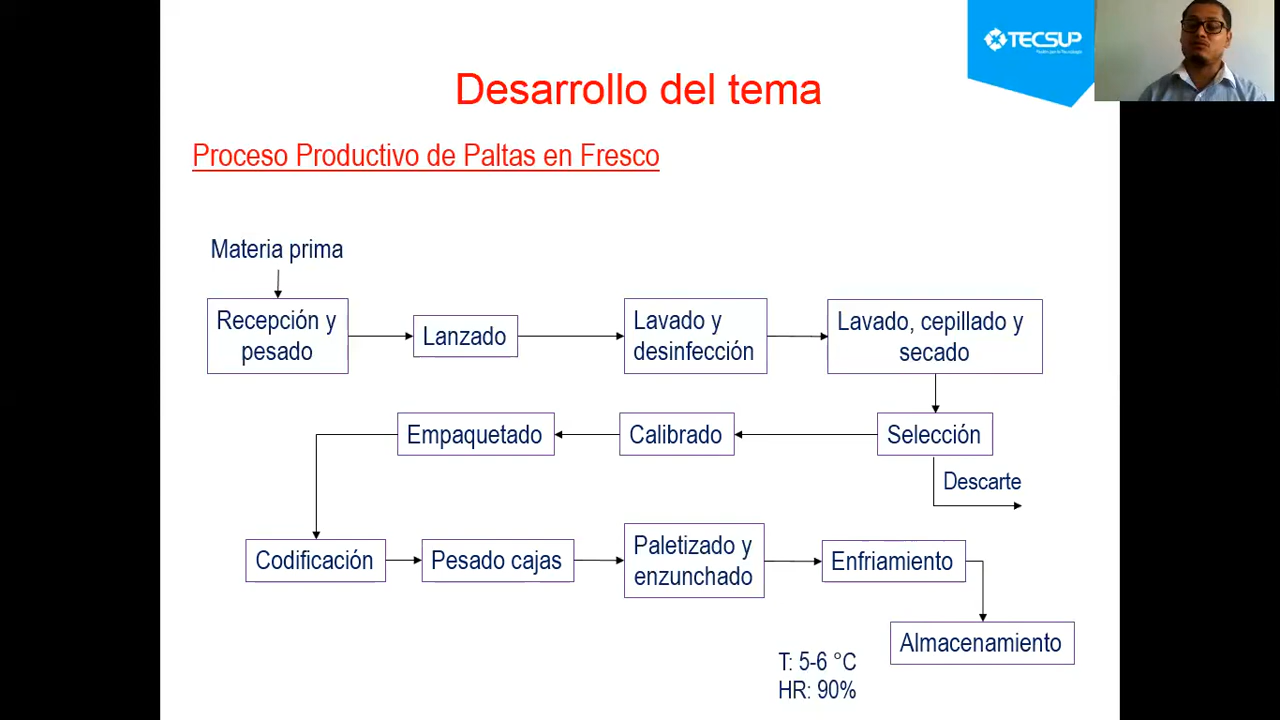 TECSUP
Desarrollo del tema
Proceso Productivo de Paltas en Fresco
Materia prima
Recepción y
pesado
Lanzado
Lavado y
desinfección
Lavado, cepillado y
secado
Selección
Descarte
Calibrado
Empaquetado
Codificación
Pesado cajas
Paletizado y
enzunchado
Enfriamiento
Almacenamiento
T: 5-6 °C
HR: 90%